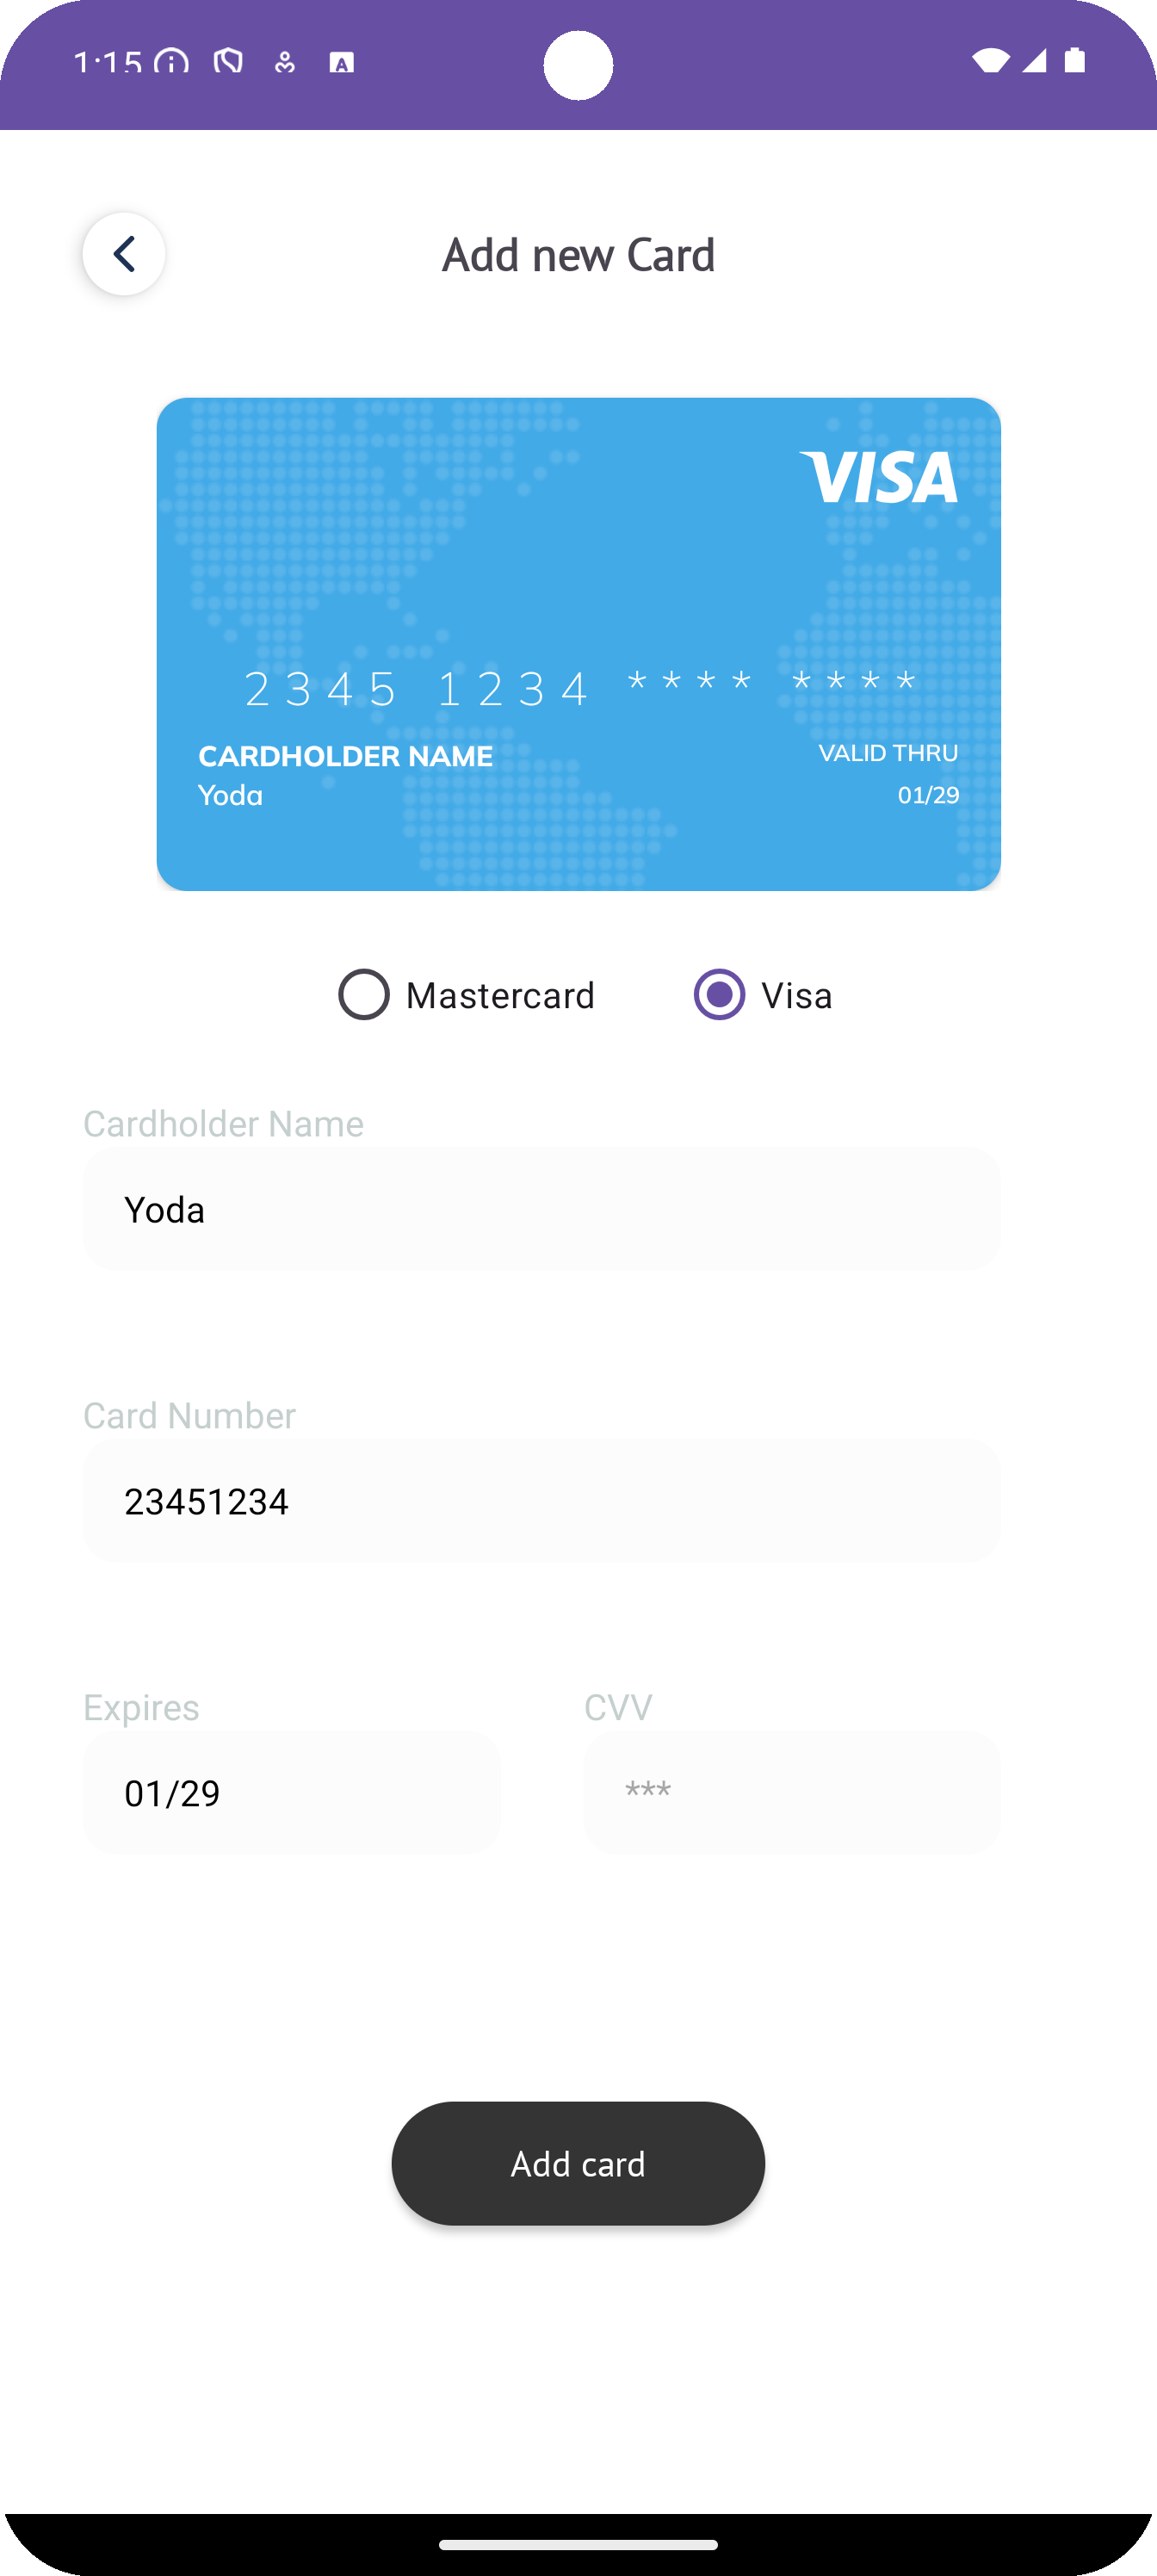 1:15
Add new Card
VISA
2345 1234 **** ****
CARDHOLDER NAME
VALID THRU
Yoda
01/29
Mastercard
Visa
Cardholder Name
Yoda
Card Number
23451234
Expires
CVV
01/29
***
Add card